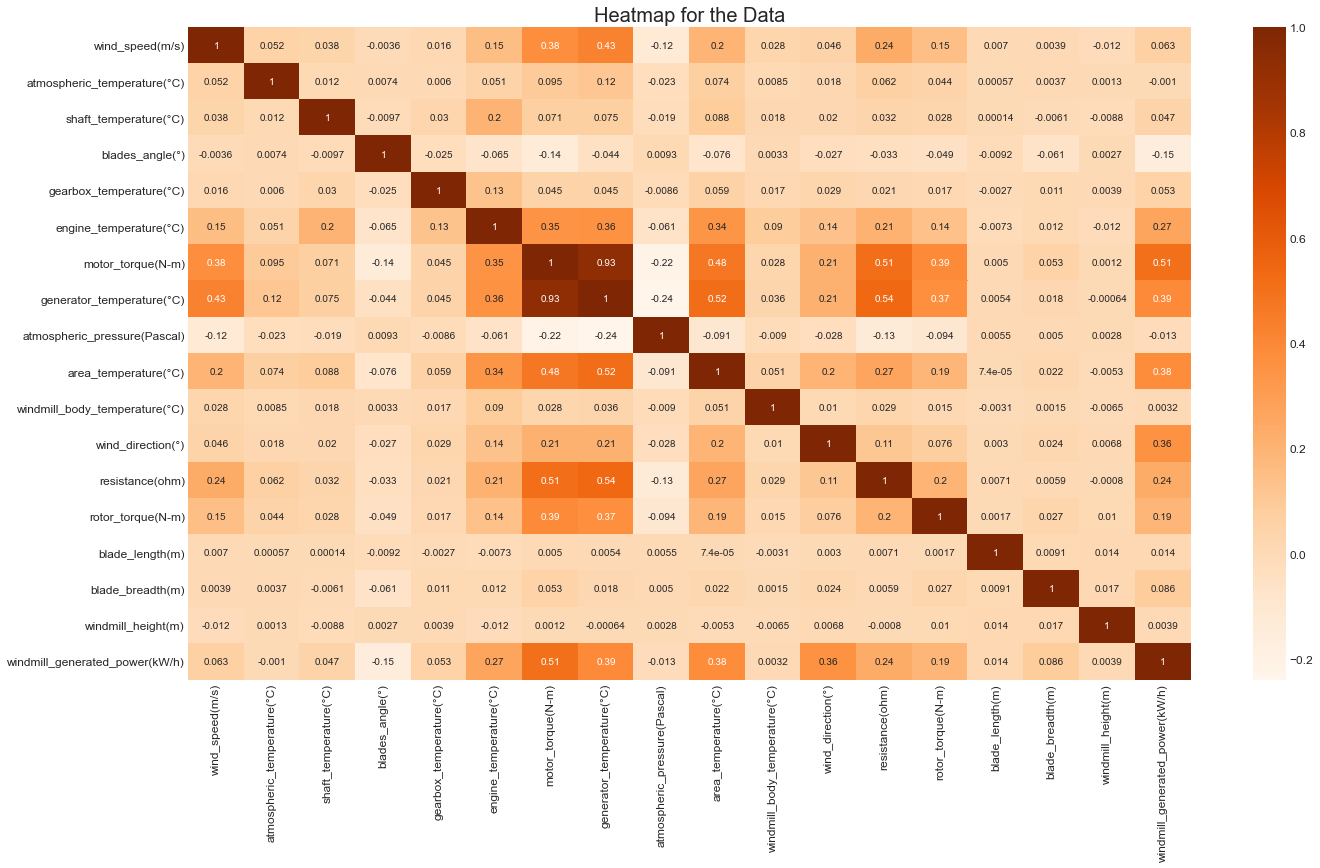 Heatmap for the Data
wind_speed(m/s) 1 0.052 0.038 -0.0036 0.016 0.15 0.38 0.43 -0.12 0.2 0.028 0.046 0.24 0.15 0.007 0.0039 -0.012 0.063
atmospheric_temperature(°C) 0.052 1 0.012 0.0074 0.006 0.051 0.095 0.12 -0.023 0.074 0.0085 0.018 0.062 0.044 0.00057 0.0037 0.0013 -0.001
shaft_temperature(°C) 0.038 0.012 1 -0.0097 0.03 0.2 0.071 0.075 -0.019 0.088 0.018 0.02 0.032 0.028 0.00014 -0.0061 -0.0088 0.047
blades_angle(°) -0.0036 0.0074 -0.0097 1 -0.025 -0.065 -0.14 -0.044 0.0093 -0.076 0.0033 -0.027 -0.033 -0.049 -0.0092 -0.061 0.0027 -0.15
gearbox_temperature(°C) 0.016 0.006 0.03 -0.025 1 0.13 0.045 0.045 -0.0086 0.059 0.017 0.029 0.021 0.017 -0.0027 0.011 0.0039 0.053
engine_temperature(°C) 0.15 0.051 0.2 -0.065 0.13 1 0.35 0.36 -0.061 0.34 0.09 0.14 0.21 0.14 -0.0073 0.012 -0.012 0.27
motor_torque(N-m) 0.38 0.095 0.071 -0.14 0.045 0.35 1 0.93 -0.22 0.48 0.028 0.21 0.51 0.39 0.005 0.053 0.0012 0.51
generator_temperature(°C) 0.43 0.12 0.075 -0.044 0.045 0.36 0.93 1 -0.24 0.52 0.036 0.21 0.54 0.37 0.0054 0.018 -0.00064 0.39
atmospheric_pressure(Pascal) -0.12 -0.023 -0.019 0.0093 -0.0086 -0.061 -0.22 -0.24 1 -0.091 -0.009 -0.028 -0.13 -0.094 0.0055 0.005 0.0028 -0.013
area_temperature(°C) 0.2 0.074 0.088 -0.076 0.059 0.34 0.48 0.52 -0.091 1 0.051 0.2 0.27 0.19 7.4e-05 0.022 -0.0053 0.38
windmill_body_temperature(°C) 0.028 0.0085 0.018 0.0033 0.017 0.09 0.028 0.036 -0.009 0.051 1 0.01 0.029 0.015 -0.0031 0.0015 -0.0065 0.0032
wind_direction(°) 0.046 0.018 0.02 -0.027 0.029 0.14 0.21 0.21 -0.028 0.2 0.01 1 0.11 0.076 0.003 0.024 0.0068 0.36
resistance(ohm) 0.24 0.062 0.032 -0.033 0.021 0.21 0.51 0.54 -0.13 0.27 0.029 0.11 1 0.2 0.0071 0.0059 -0.0008 0.24
rotor_torque(N-m) 0.15 0.044 0.028 -0.049 0.017 0.14 0.39 0.37 -0.094 0.19 0.015 0.076 0.2 1 0.0017 0.027 0.01 0.19
blade_length(m) 0.007 0.00057 0.00014 -0.0092 -0.0027 -0.0073 0.005 0.0054 0.0055 7.4e-05 -0.0031 0.003 0.0071 0.0017 1 0.0091 0.014 0.014
blade_breadth(m) 0.0039 0.0037 -0.0061 -0.061 0.011 0.012 0.053 0.018 0.005 0.022 0.0015 0.024 0.0059 0.027 0.0091 1 0.017 0.086
windmill_height(m) -0.012 0.0013 -0.0088 0.0027 0.0039 -0.012 0.0012 -0.00064 0.0028 -0.0053 -0.0065 0.0068 -0.0008 0.01 0.014 0.017 1 0.0039
windmill_generated_power(kW/h) 0.063 -0.001 0.047 -0.15 0.053 0.27 0.51 0.39 -0.013 0.38 0.0032 0.36 0.24 0.19 0.014 0.086 0.0039 1
wind_speed(m/s)
atmospheric_temperature(°C)
shaft_temperature(°C)
blades_angle(°)
gearbox_temperature(°C)
engine_temperature(°C)
motor_torque(N-m)
generator_temperature(°C)
atmospheric_pressure(Pascal)
area_temperature(°C)
windmill_body_temperature(°C)
wind_direction(°)
resistance(ohm)
rotor_torque(N-m)
blade_length(m)
blade_breadth(m)
windmill_height(m)
windmill_generated_power(kW/h)
1.0
0.8
0.6
0.4
0.2
0.0
−0.2